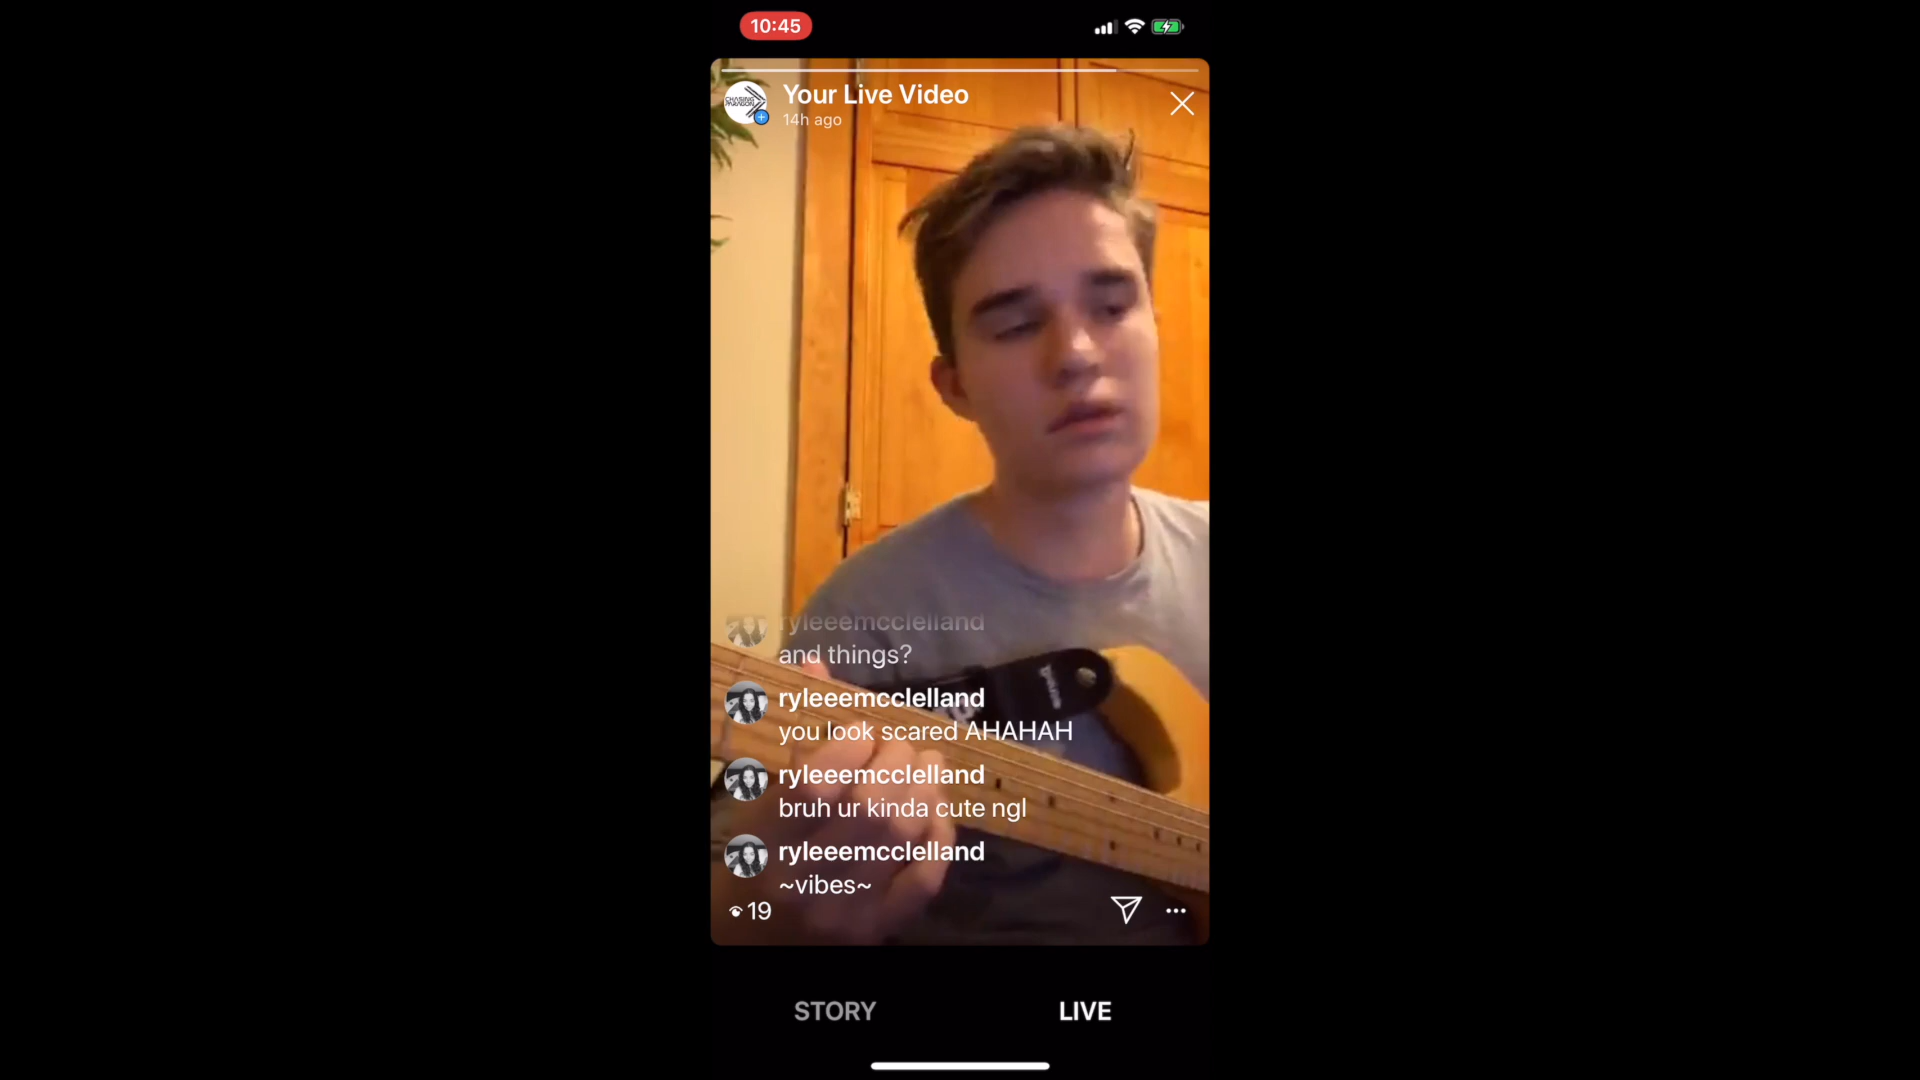 10:45
Your Live Video
14h ago
ryleeemcclelland
and things?
ryleeemcclelland
you look scared AHAHAH
ryleeemcclelland
bruh ur kinda cute ngl
ryleeemcclelland
~vibes~
19
STORY
LIVE